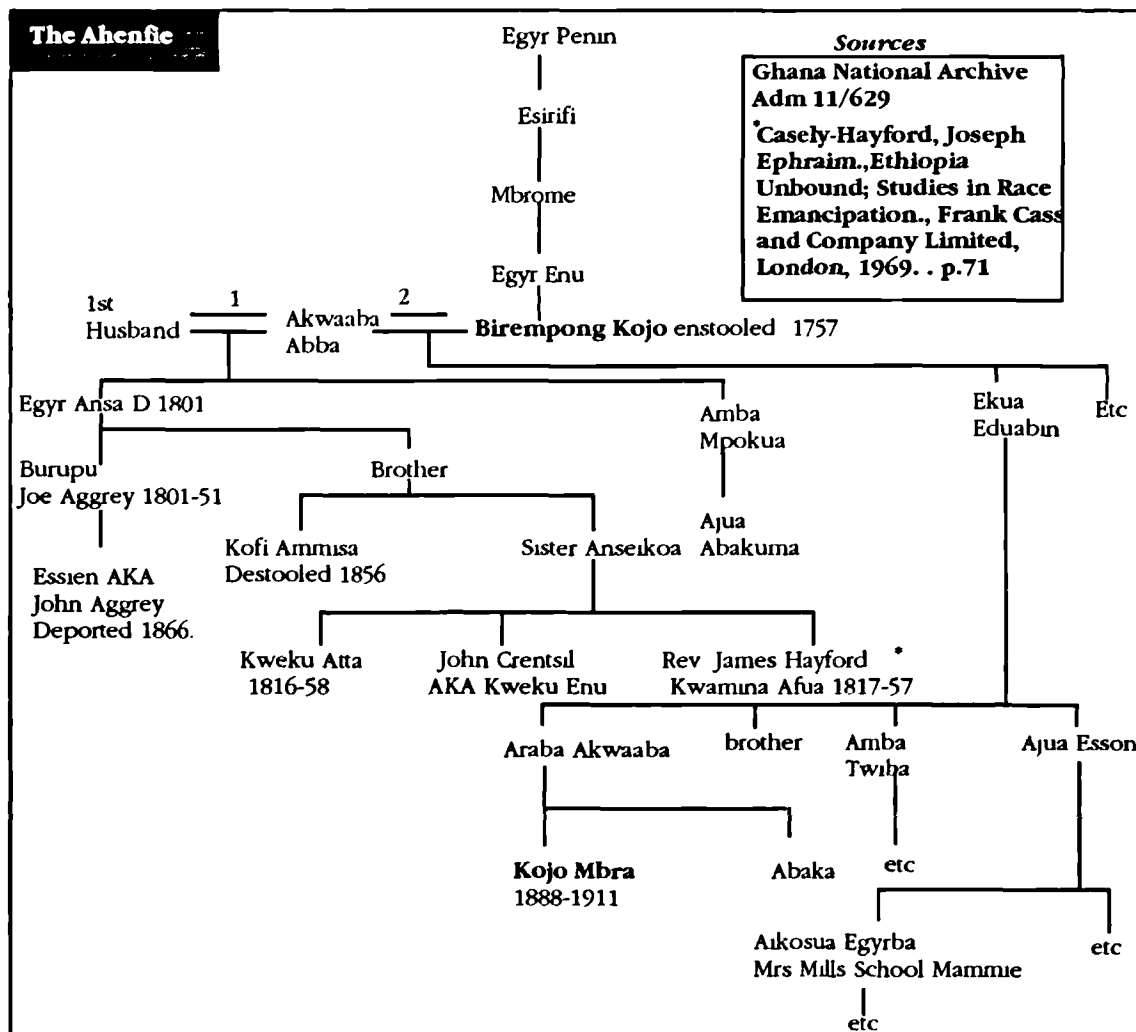 The Ahenfie
Egyr Penin
Sources
Ghana National Archive
Adm 11/629
*Casely-Hayford, Joseph
Ephraim.,Ethiopia
Unbound; Studies in Race
Emancipation., Frank Cass
and Company Limited,
London, 1969. . p.71
Esirifi
Mbrome
Egyr Enu
1st
Husband
1
Akwaaba
Abba
2
Birempong Kojo enstooled 1757
Egyr Ansa D 1801
Amba
Mpokua
Ekua
Eduabin
Etc
Burupu
Joe Aggrey 1801-51
Brother
Ajua
Abakuma
Essien AKA
John Aggrey
Deported 1866.
Kofi Ammisa
Destooled 1856
Sister Anseikoa
Kweku Atta
1816-58
John Crentsil
AKA Kweku Enu
Rev James Hayford *
Kwamina Afua 1817-57
Araba Akwaaba
brother
Amba
Twiba
Ajua Esson
Kojo Mbra
1888-1911
Abaka
etc
Aikosua Egyrba
Mrs Mills School Mammie
etc
etc